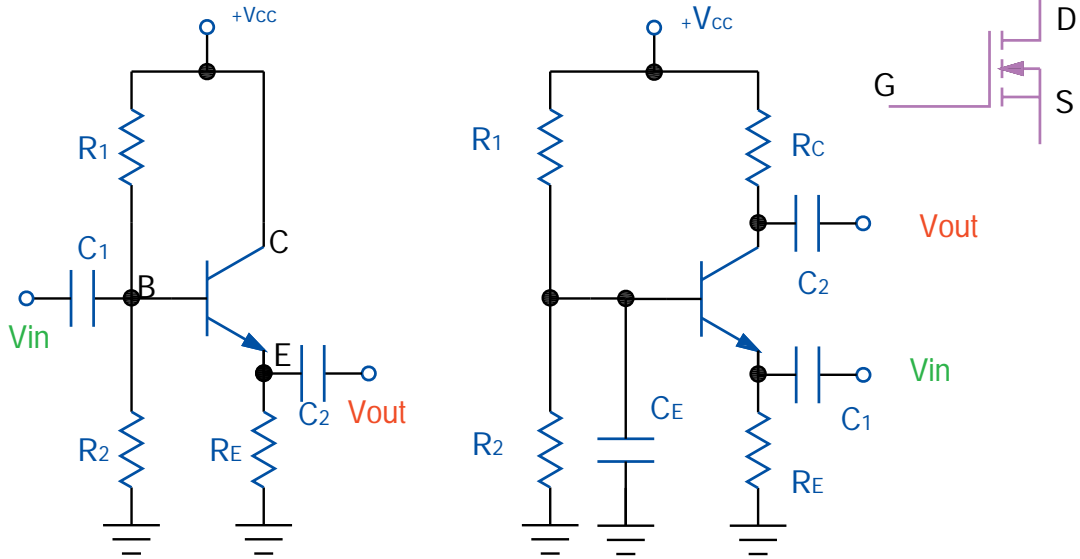 +Vcc
R1
C1
B
C
Vin
E
C2
Vout
R2
RE
+Vcc
R1
RC
Vout
C2
Vin
C1
CE
R2
RE
D
G
S